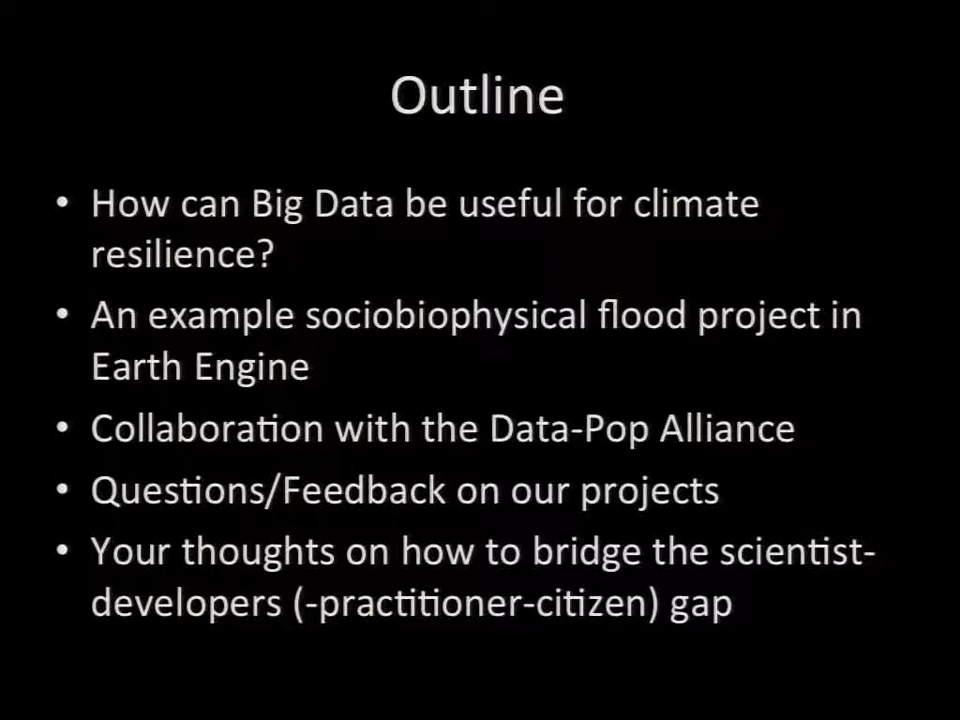 Outline
• How can Big Data be useful for climate
resilience?
• An example sociobiophysical flood project in
Earth Engine
• Collaboration with the Data-Pop Alliance
• Questions/Feedback on our projects
• Your thoughts on how to bridge the scientist-
developers (-practitioner-citizen) gap